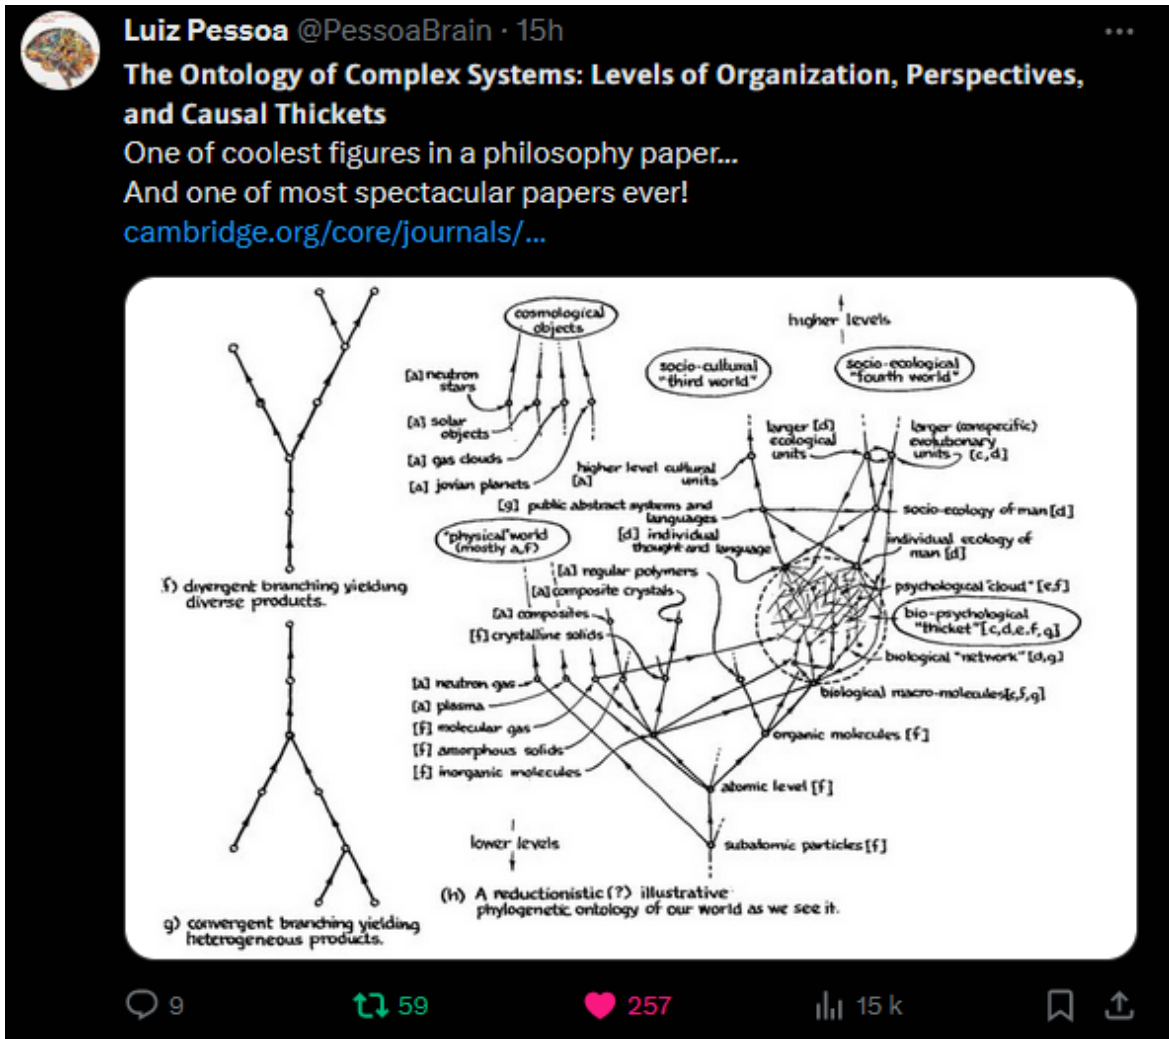 Luiz Pessoa @PessoaBrain · 15h
The Ontology of Complex Systems: Levels of Organization, Perspectives,
and Causal Thickets
One of coolest figures in a philosophy paper...
And one of most spectacular papers ever!
cambridge.org/core/journals/...
f) divergent branching yielding
diverse products.
g) convergent branching yielding
heterogeneous products.
cosmological
objects
higher levels
socio-cultural
"third world"
socio-ecological
"fourth world"
[a] neutron
stars
[a] solar
objects
[a] gas clouds
[a] jovian planets
larger [d]
ecological
units
larger (conspecific)
evolutionary
units [c,d]
higher level cultural
[a] units
[g] public abstract systems and
languages
socio-ecology of man [d]
"physical" world
(mostly a,f)
[d] individual
thought and language
individual ecology of
man [d]
[a] regular polymers
[a] composite crystals
psychological "cloud" [e,f]
[a] composites
bio-psychological
"thicket" [c,d,e,f,g]
[f] crystalline solids
biological "network" [d,g]
[a] neutron gas
biological macro-molecules[c,f,g]
[a] plasma
[f] molecular gas
organic molecules [f]
[f] amorphous solids
[f] inorganic molecules
atomic level [f]
lower levels
subatomic particles [f]
(h) A reductionistic (?) illustrative
phylogenetic ontology of our world as we see it.
9 59 257 15 k